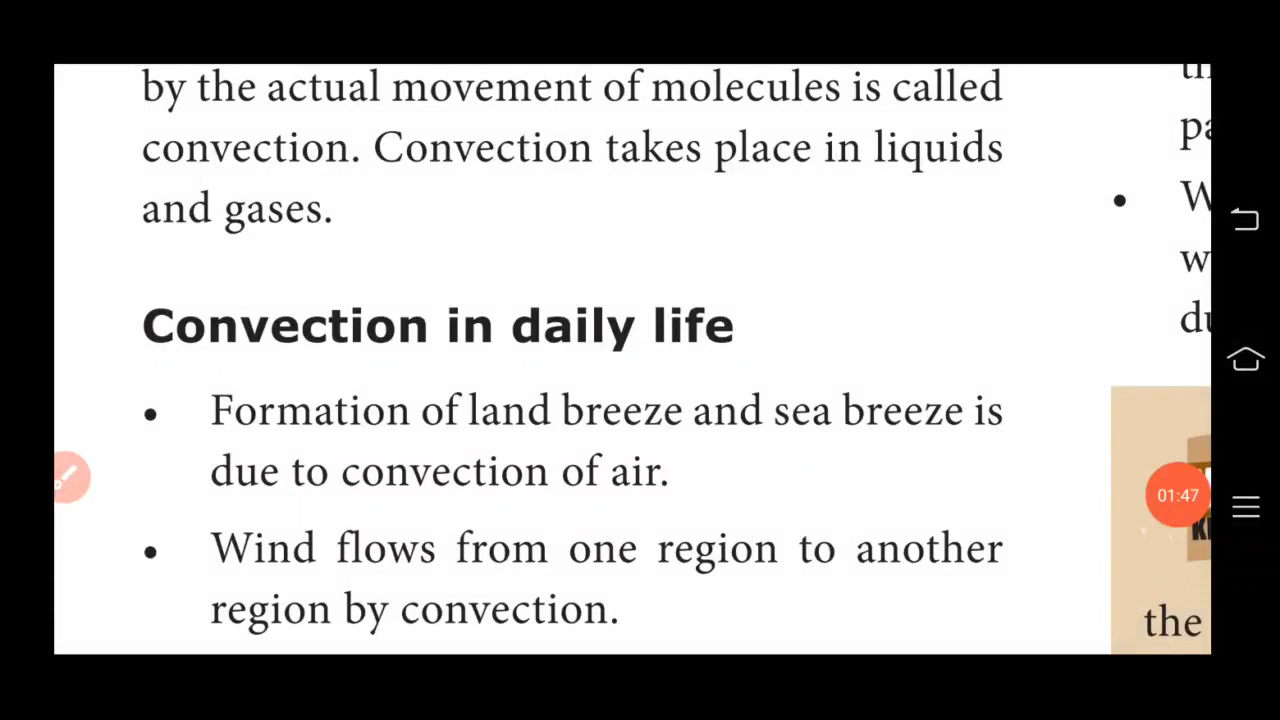 by the actual movement of molecules is called
convection. Convection takes place in liquids
and gases.
Convection in daily life
• Formation of land breeze and sea breeze is
due to convection of air.
• Wind flows from one region to another
region by convection.
•
the
01:47